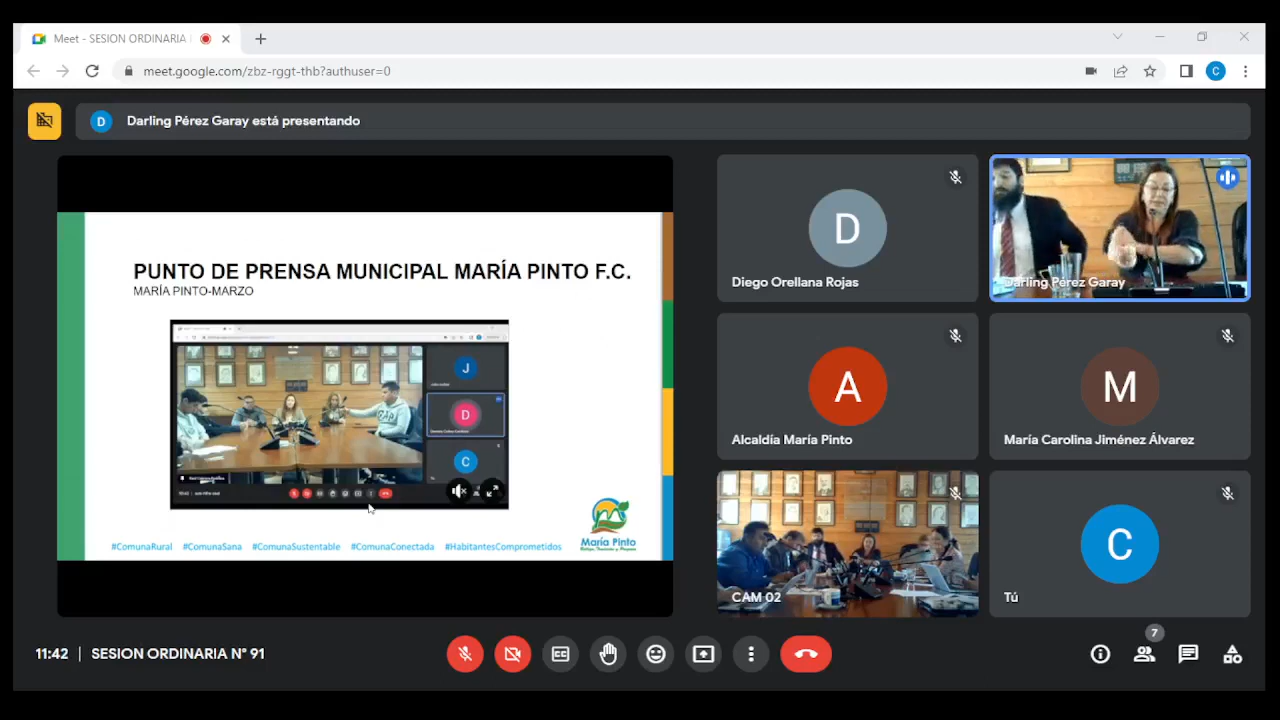 Meet - SESION ORDINARIA
meet.google.com/zbz-rggt-thb?authuser=0
C
D
Darling Pérez Garay está presentando
PUNTO DE PRENSA MUNICIPAL MARÍA PINTO F.C.
MARÍA PINTO-MARZO
J
D
C
#ComunaRural #ComunaSana #ComunaSustentable #ComunaConectada #HabitantesComprometidos
María Pinto
D
Diego Orellana Rojas
Darling Pérez Garay
A
Alcaldía María Pinto
M
María Carolina Jiménez Álvarez
CAM 02
C
Tú
11:42 | SESION ORDINARIA N° 91
CC
7